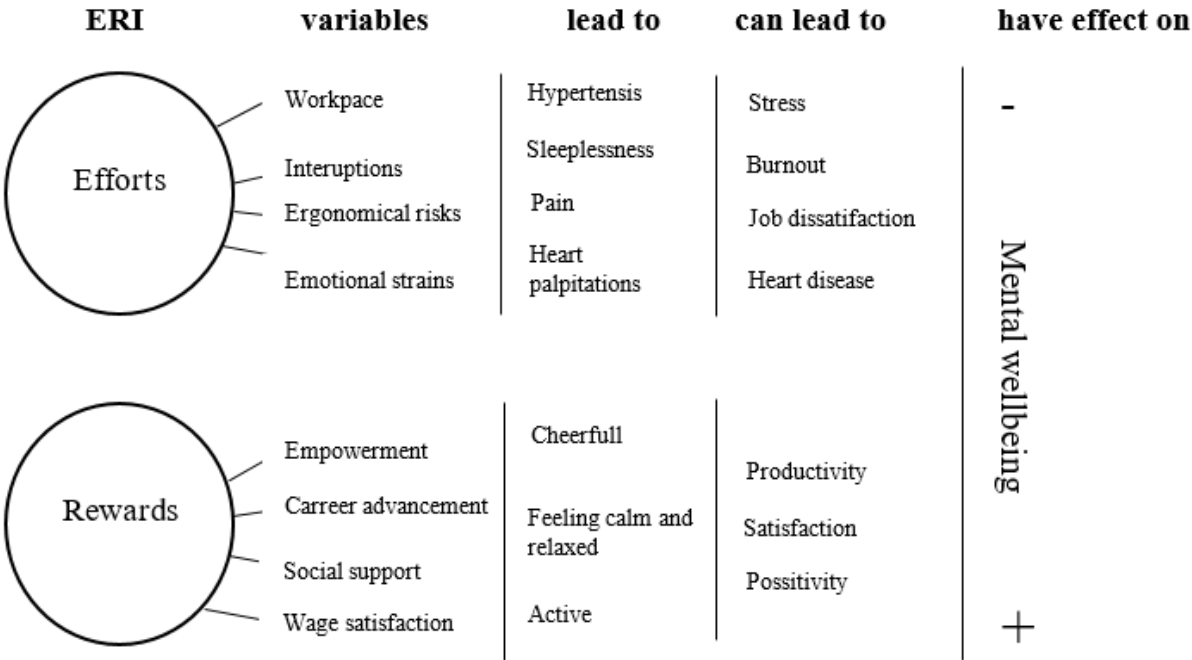 ERI variables lead to can lead to have effect on
Efforts
Workpace
Interuptions
Ergonomical risks
Emotional strains
Hypertensis
Sleeplessness
Pain
Heart
palpitations
Stress
Burnout
Job dissatifaction
Heart disease
-
Mental wellbeing
+
Rewards
Empowerment
Carreer advancement
Social support
Wage satisfaction
Cheerfull
Feeling calm and
relaxed
Active
Productivity
Satisfaction
Possitivity